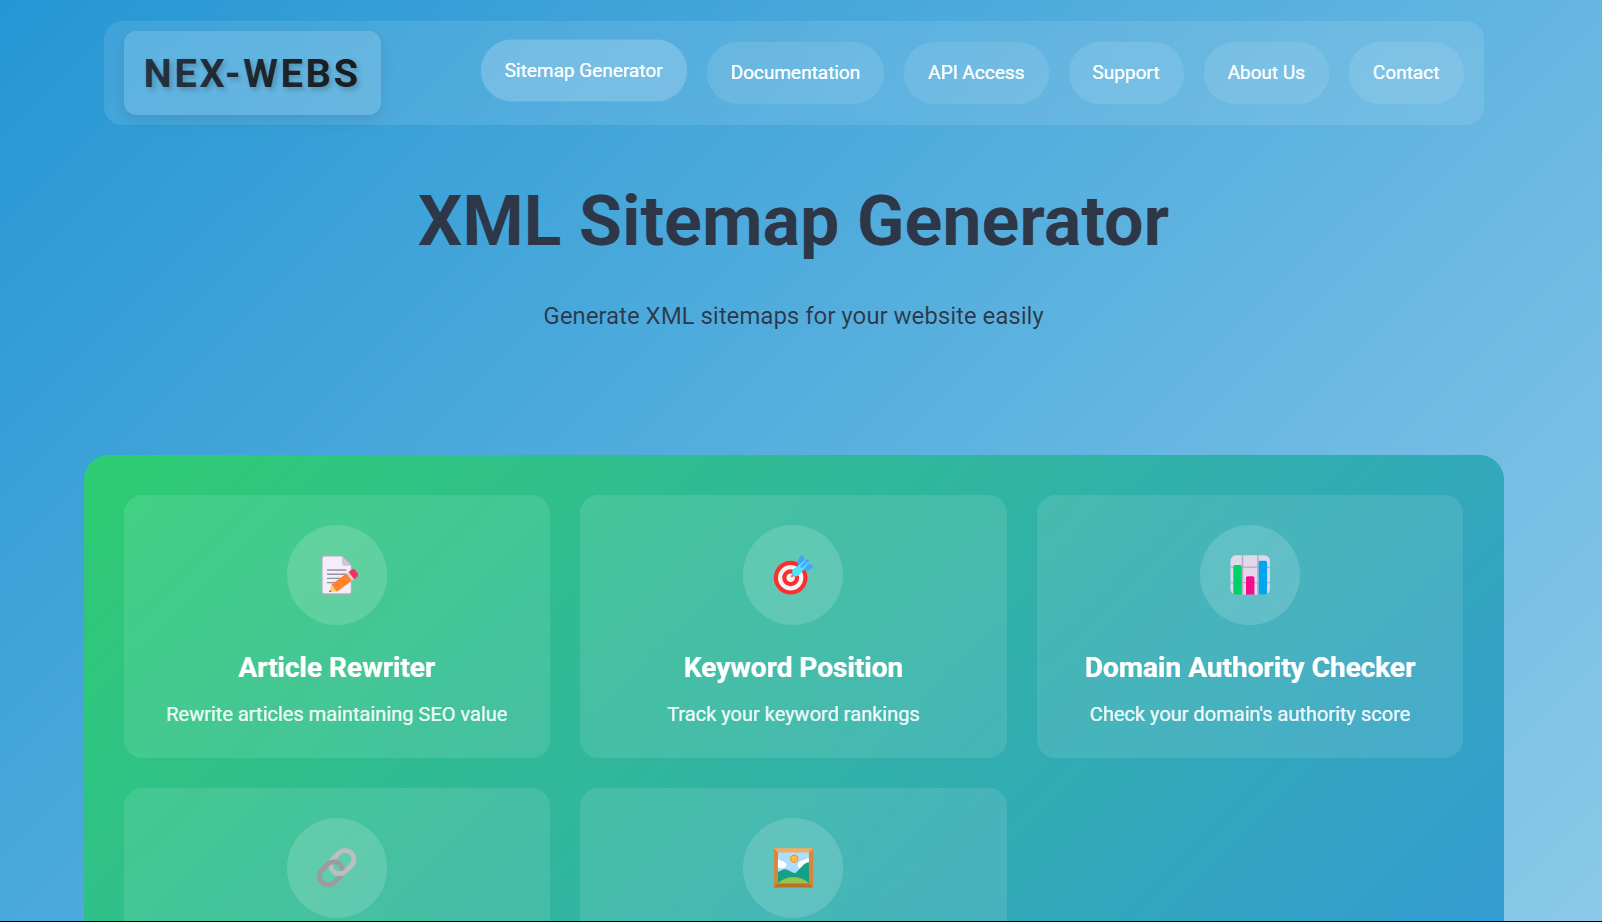 NEX-WEBS
Sitemap Generator
Documentation
API Access
Support
About Us
Contact
XML Sitemap Generator
Generate XML sitemaps for your website easily
Article Rewriter
Rewrite articles maintaining SEO value
Keyword Position
Track your keyword rankings
Domain Authority Checker
Check your domain's authority score